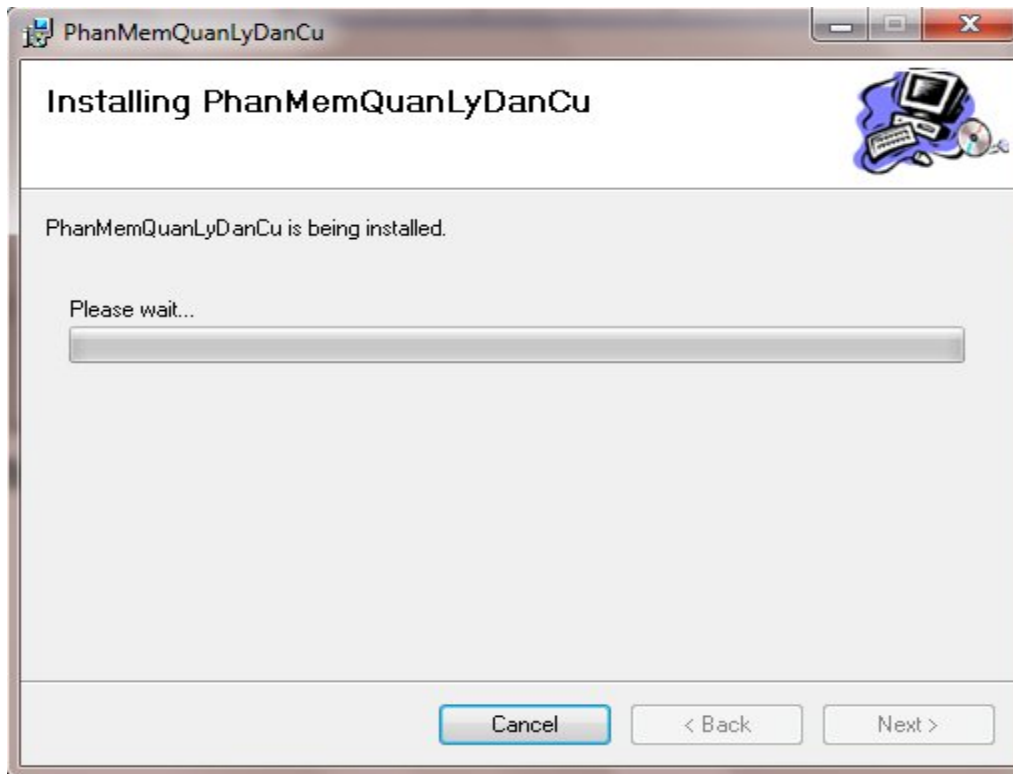 PhanMemQuanLyDanCu
Installing PhanMemQuanLyDanCu
PhanMemQuanLyDanCu is being installed.
Please wait...
Cancel
< Back
Next >